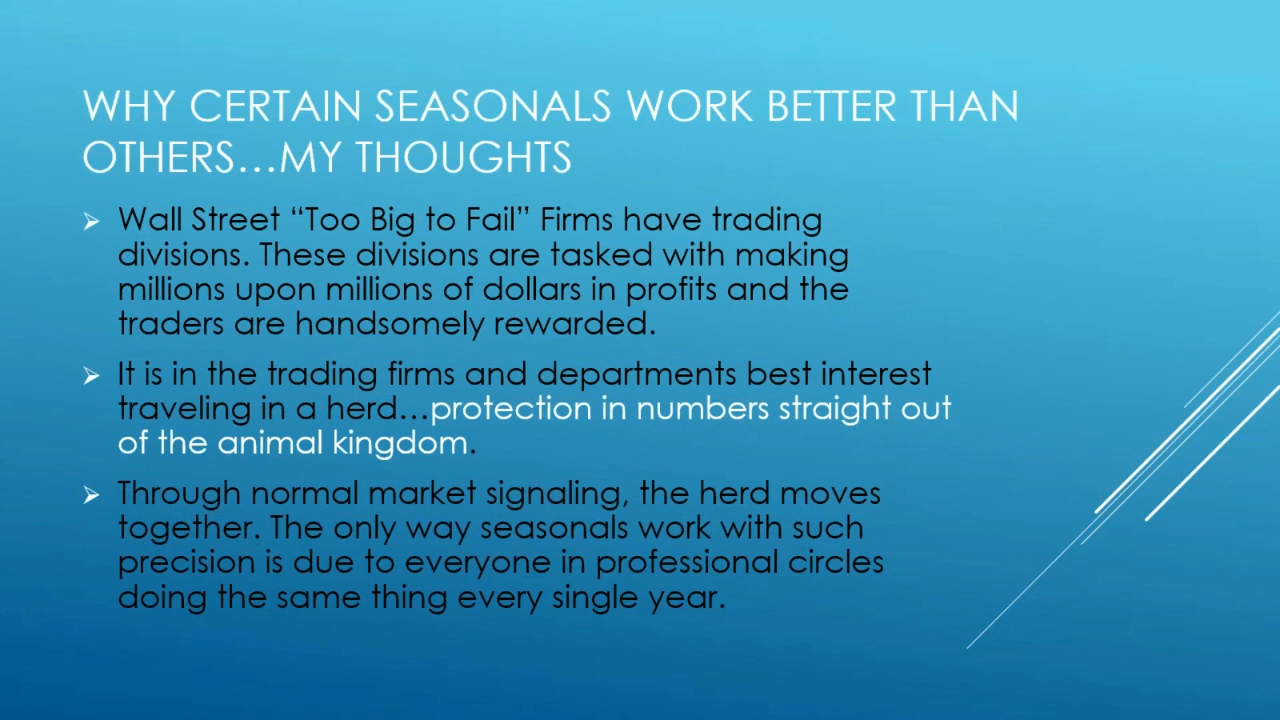 WHY CERTAIN SEASONALS WORK BETTER THAN
OTHERS…MY THOUGHTS
Wall Street “Too Big to Fail” Firms have trading
divisions. These divisions are tasked with making
millions upon millions of dollars in profits and the
traders are handsomely rewarded.
It is in the trading firms and departments best interest
traveling in a herd…protection in numbers straight out
of the animal kingdom.
Through normal market signaling, the herd moves
together. The only way seasonals work with such
precision is due to everyone in professional circles
doing the same thing every single year.